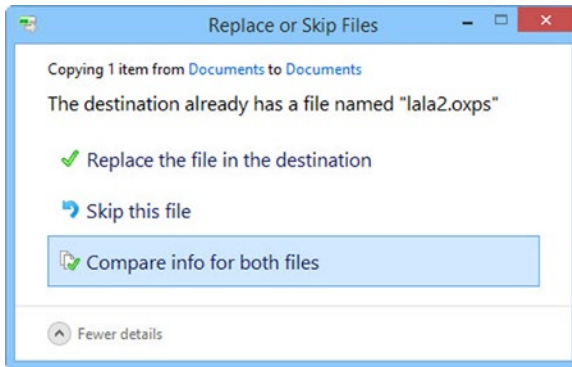 Replace or Skip Files
Copying 1 item from Documents to Documents
The destination already has a file named "lala2.oxps"
Replace the file in the destination
Skip this file
Compare info for both files
Fewer details